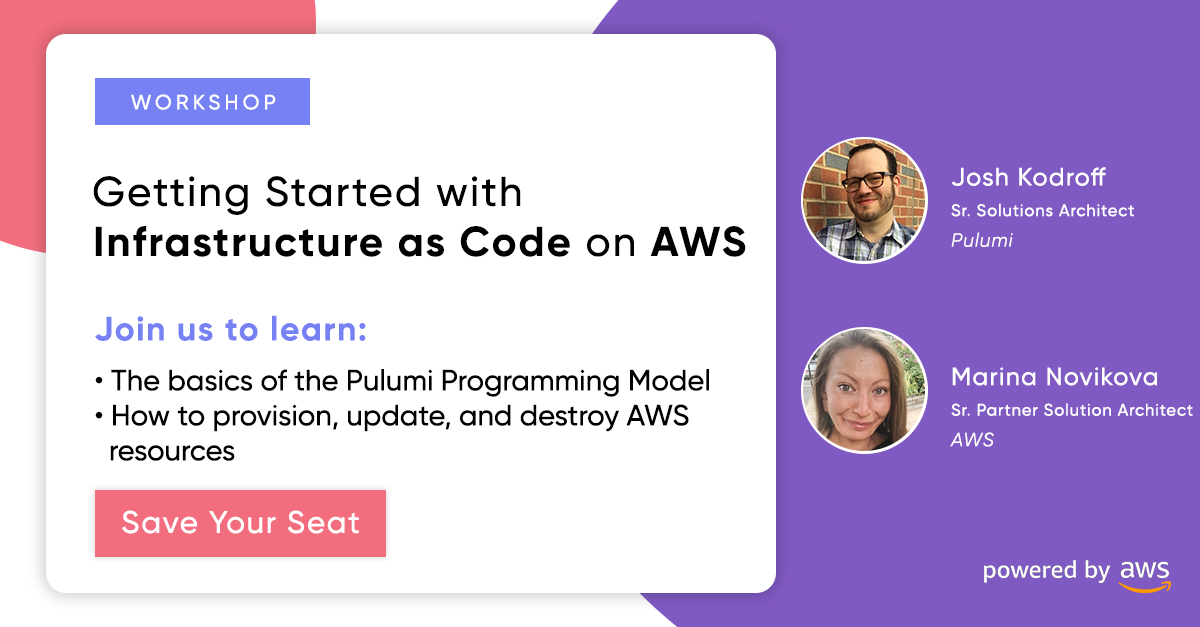 WORKSHOP
Getting Started with
Infrastructure as Code on AWS
Join us to learn:
• The basics of the Pulumi Programming Model
• How to provision, update, and destroy AWS
resources
Save Your Seat
Josh Kodroff
Sr. Solutions Architect
Pulumi
Marina Novikova
Sr. Partner Solution Architect
AWS
powered by aws